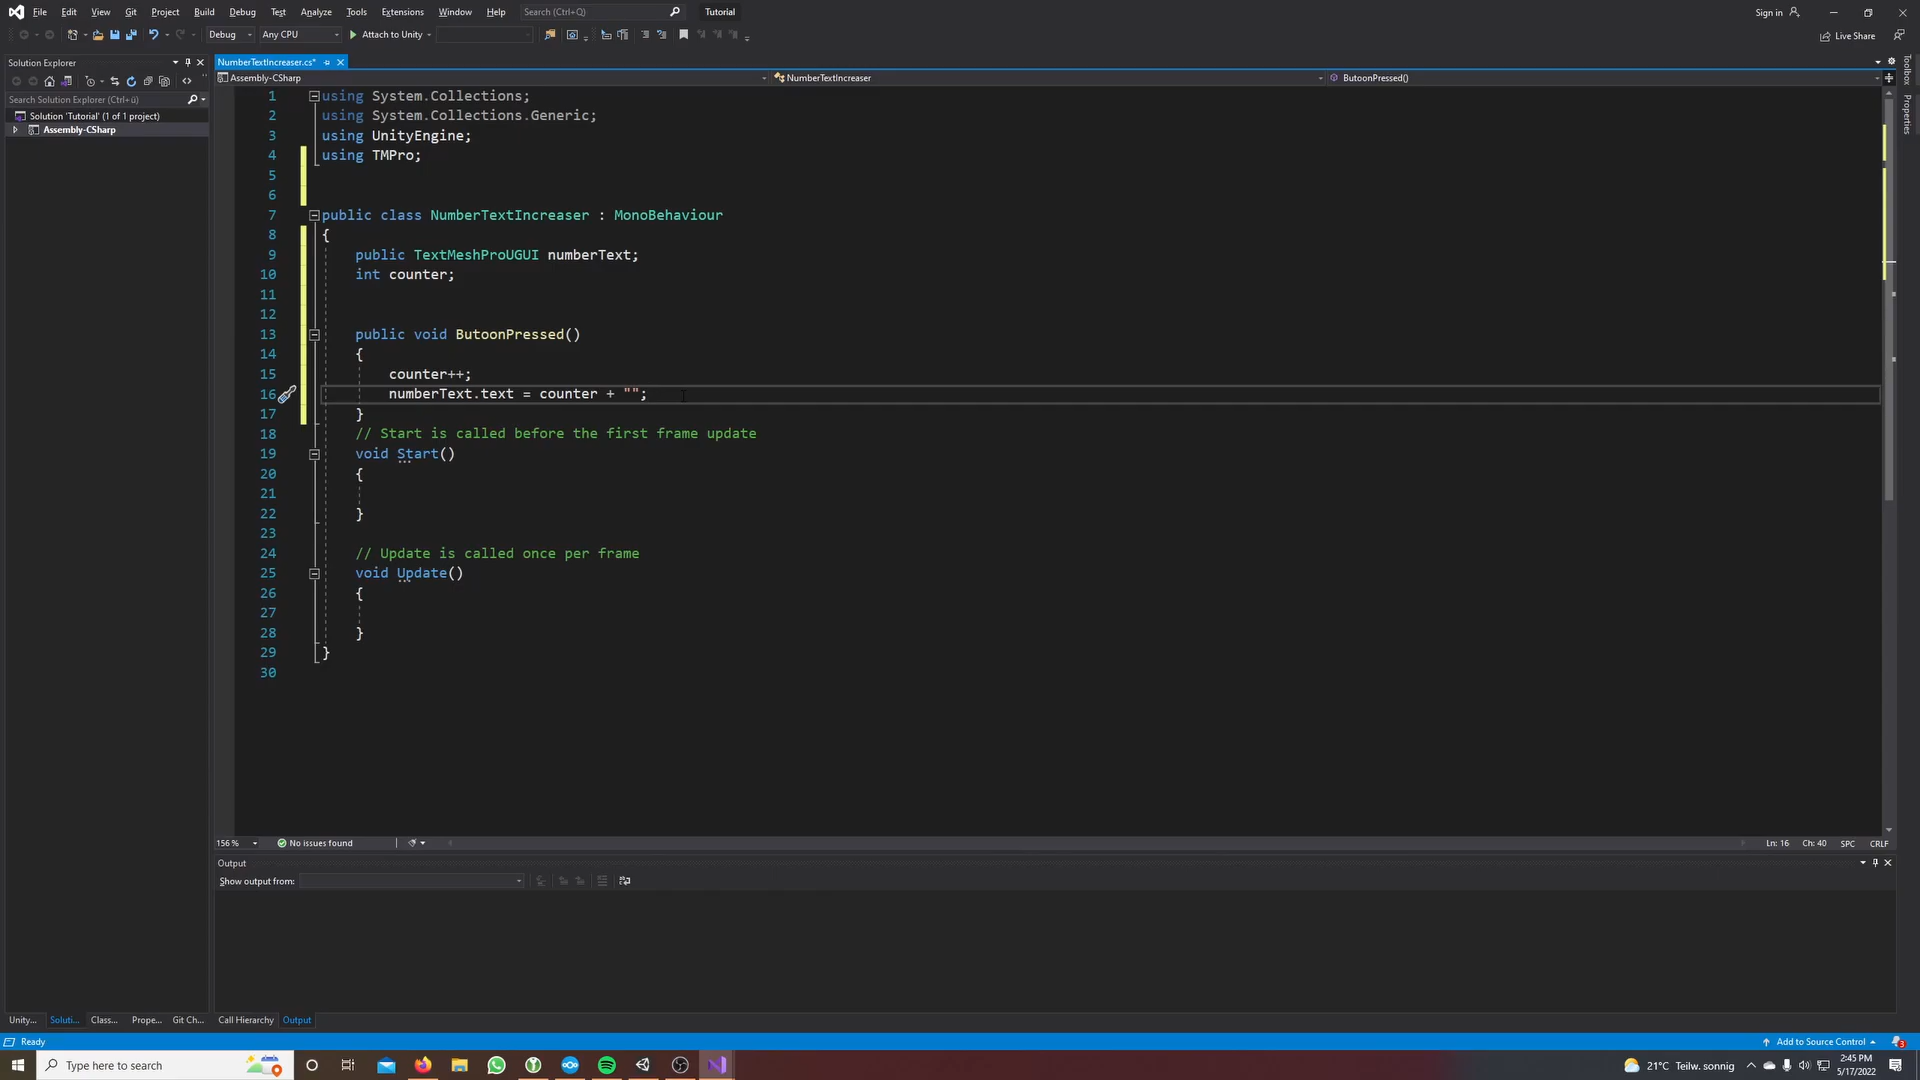 File Edit View Git Project Build Debug Test Analyze Tools Extensions Window Help Search (Ctrl+Q) Tutorial Sign in
Debug Any CPU Attach to Unity Live Share
Solution Explorer
NumberTextIncreaser.cs*
Assembly-CSharp NumberTextIncreaser ButoonPressed()
Search Solution Explorer (Ctrl+ü)
Solution 'Tutorial' (1 of 1 project)
Assembly-CSharp
Toolbox
Properties
1 using System.Collections;
2 using System.Collections.Generic;
3 using UnityEngine;
4 using TMPro;
5
6
7 public class NumberTextIncreaser : MonoBehaviour
8 {
9 public TextMeshProUGUI numberText;
10 int counter;
11
12
13 public void ButoonPressed()
14 {
15 counter++;
16 numberText.text = counter + "";
17 }
18 // Start is called before the first frame update
19 void Start()
20 {
21
22 }
23
24 // Update is called once per frame
25 void Update()
26 {
27
28 }
29 }
30
156 % No issues found Ln: 16 Ch: 40 SPC CRLF
Output
Show output from:
Unity... Soluti... Class... Prope... Git Ch... Call Hierarchy Output
Ready Add to Source Control 3
Type here to search 21°C Teilw. sonnig 2:45 PM
5/17/2022